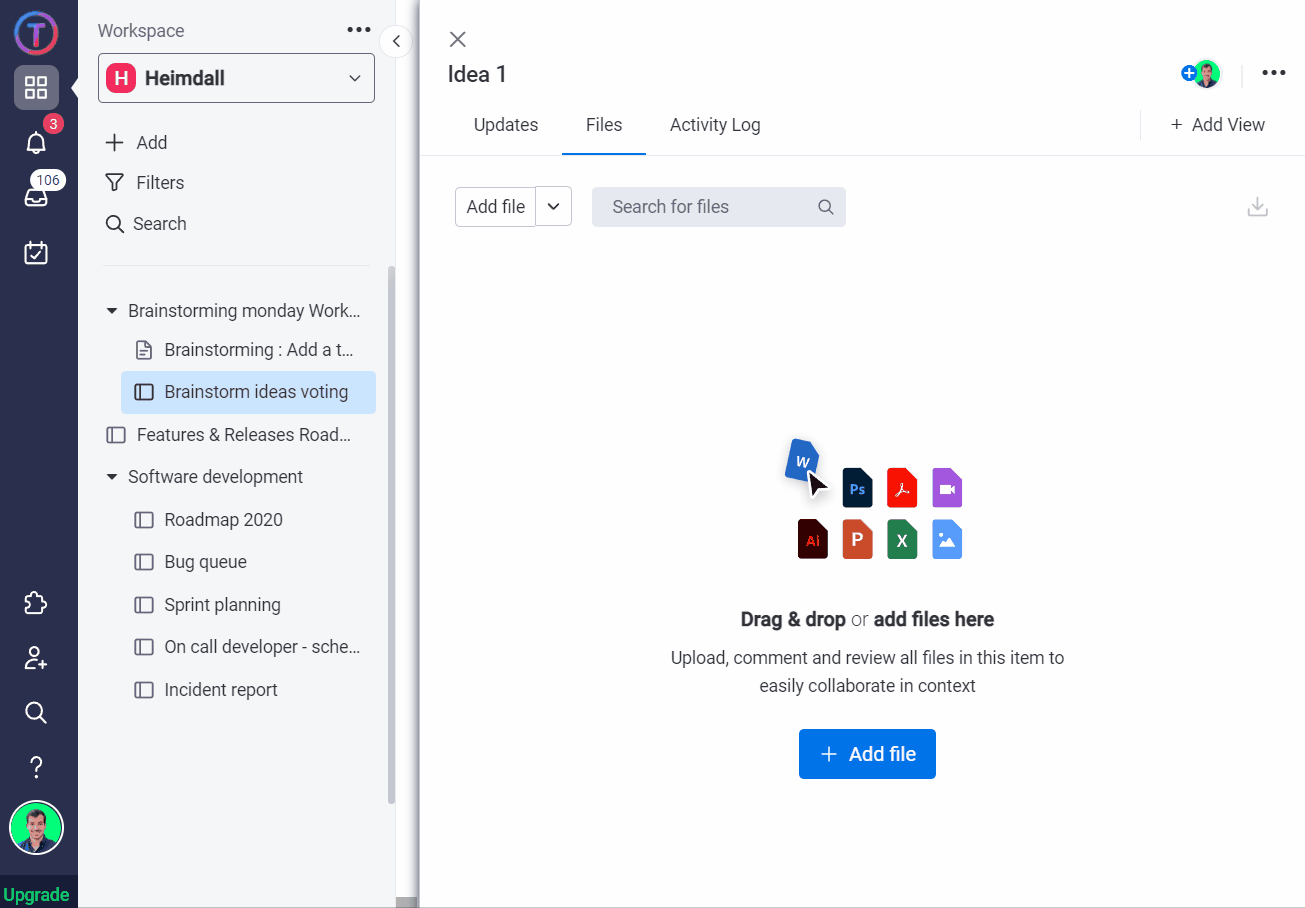 T
Workspace
H Heimdall
3
106
Add
Filters
Search
Brainstorming monday Work...
Brainstorming : Add a t...
Brainstorm ideas voting
Features & Releases Road...
Software development
Roadmap 2020
Bug queue
Sprint planning
On call developer - sche...
Incident report
Upgrade
Idea 1
Updates
Files
Activity Log
+ Add View
Add file
Search for files
W
Ps
Ai
P
X
Drag & drop or add files here
Upload, comment and review all files in this item to
easily collaborate in context
+ Add file